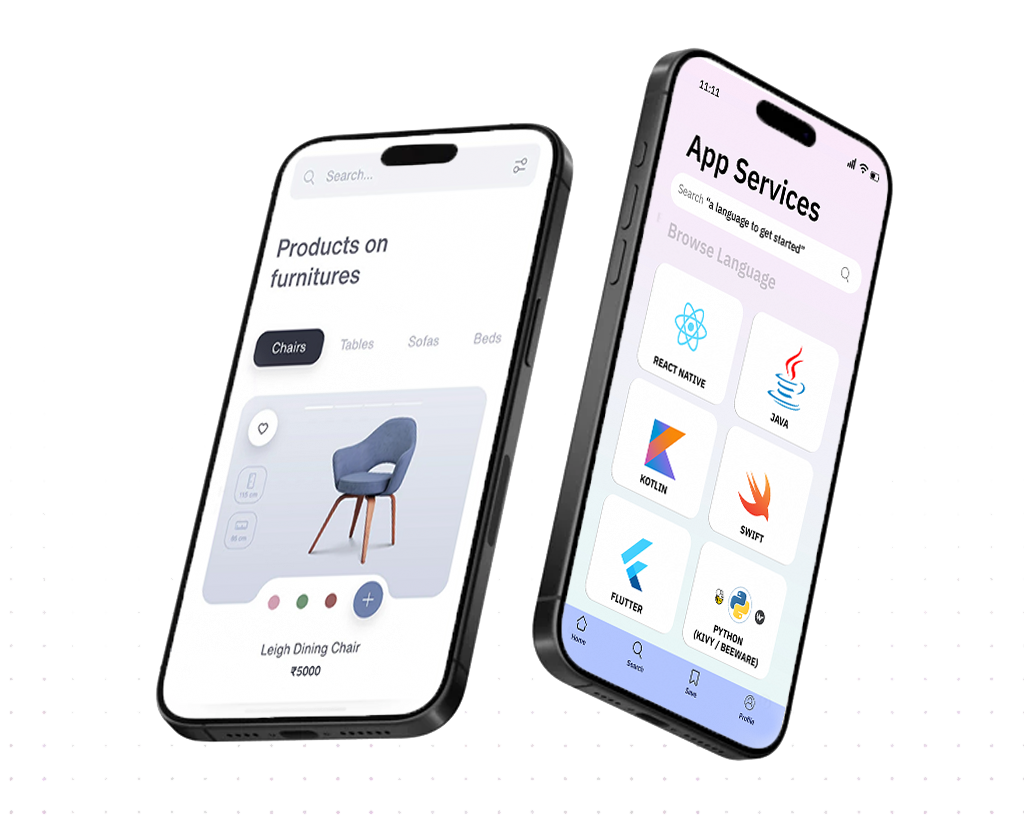 Search...
Products on
furnitures
Chairs
Tables
Sofas
Beds
115 cm
Leigh Dining Chair
₹5000
11:11
App Services
Search "a language to get started"
Browse Language
REACT NATIVE
JAVA
KOTLIN
SWIFT
FLUTTER
PYTHON
(KIVY / BEEWARE)
Home
Search
Save
Profile